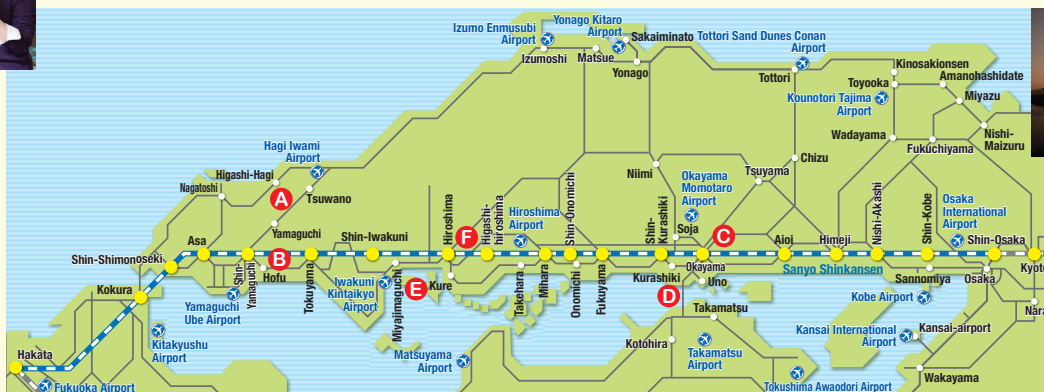 Izumo Enmusubi
Airport
Yonago Kitaro
Airport
Sakaiminato
Tottori Sand Dunes Conan
Airport
Izumoshi
Matsue
Yonago
Tottori
Kinosakionsen
Toyooka
Amanohashidate
Kounotori Tajima
Airport
Miyazu
Wadayama
Nishi-
Maizuru
Fukuchiyama
Hagi Iwami
Airport
Higashi-Hagi
Nagatoshi
A
Tsuwano
Niimi
Okayama
Momotaro
Airport
Tsuyama
Chizu
Yamaguchi
Asa
B
Shin-Iwakuni
Hiroshima
F
Higashi-
hiroshima
Hiroshima
Airport
Shin-Onomichi
Shin-
Kurashiki
Soja
C
Aioi
Himeji
Nishi-Akashi
Shin-Kobe
Osaka
International
Airport
Shin-Osaka
Shin-Shimonoseki
Shin-
Yamaguchi
Hofu
Tokuyama
Iwakuni
Kintaikyo
Airport
Miyajimaguchi
E
Kure
Takehara
Mihara
Onomichi
Fukuyama
Kurashiki
D
Okayama
Uno
Sanyo Shinkansen
Sannomiya
Osaka
Kyoto
Kokura
Yamaguchi
Ube Airport
Kobe Airport
Nara
Kitakyushu
Airport
Takamatsu
Kansai International
Airport
Kansai-airport
Hakata
Matsuyama
Airport
Kotohira
Takamatsu
Airport
Wakayama
Fukuoka Airport
Tokushima Awaodori Airport